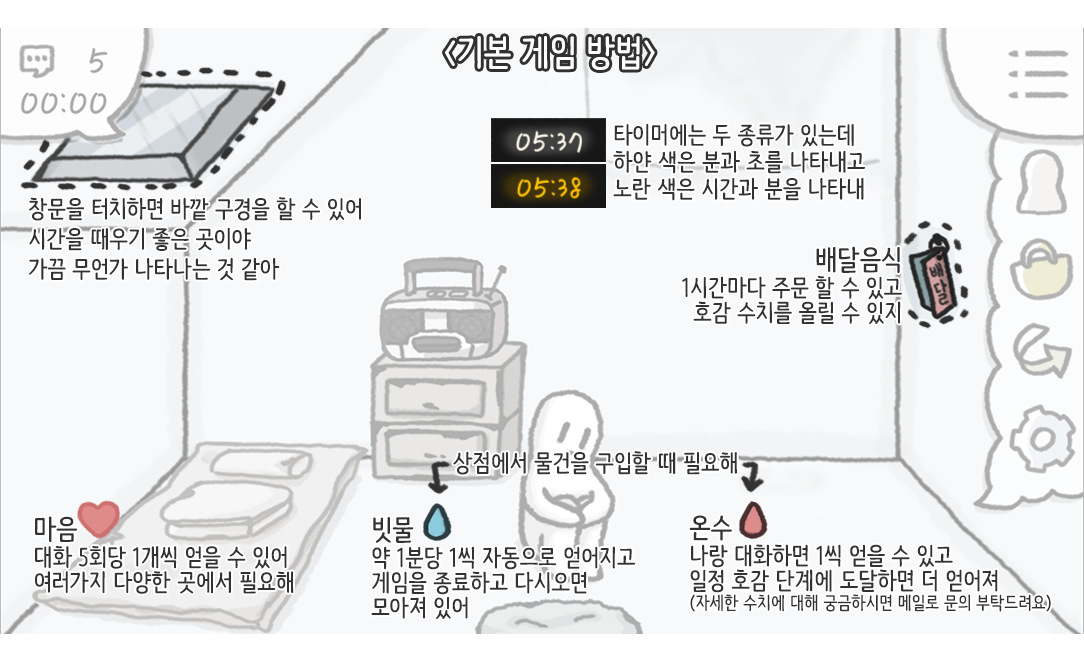 <기본 게임 방법>
5
00:00
창문을 터치하면 바깥 구경을 할 수 있어
시간을 때우기 좋은 곳이야
가끔 무언가 나타나는 것 같아
05:37
05:38
타이머에는 두 종류가 있는데
하얀 색은 분과 초를 나타내고
노란 색은 시간과 분을 나타내
배달음식
1시간마다 주문 할 수 있고
호감 수치를 올릴 수 있지
배달
상점에서 물건을 구입할 때 필요해
마음
대화 5회당 1개씩 얻을 수 있어
여러가지 다양한 곳에서 필요해
빗물
약 1분당 1씩 자동으로 얻어지고
게임을 종료하고 다시오면
모아져 있어
온수
나랑 대화하면 1씩 얻을 수 있고
일정 호감 단계에 도달하면 더 얻어져
(자세한 수치에 대해 궁금하시면 메일로 문의 부탁드려요)